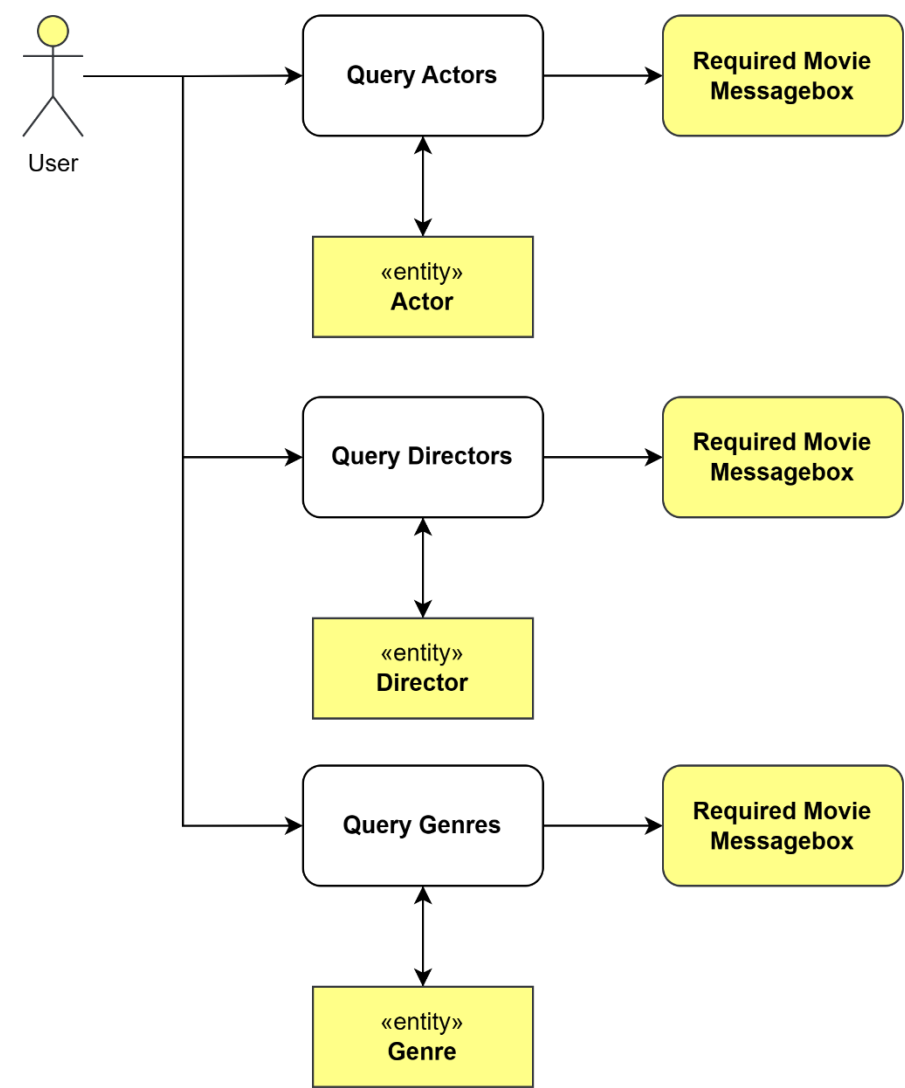 Query Actors
Required Movie
Messagebox
User
«entity»
Actor
Query Directors
Required Movie
Messagebox
«entity»
Director
Query Genres
Required Movie
Messagebox
«entity»
Genre